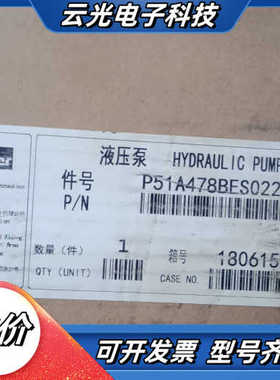 云光电子科技
液压泵 HYDRAULIC PUMP
件号 P51A478BES022
P/N
数量(件) 1 箱号 180615
QTY (UNIT) CASE NO.
价
可开发票 型号齐